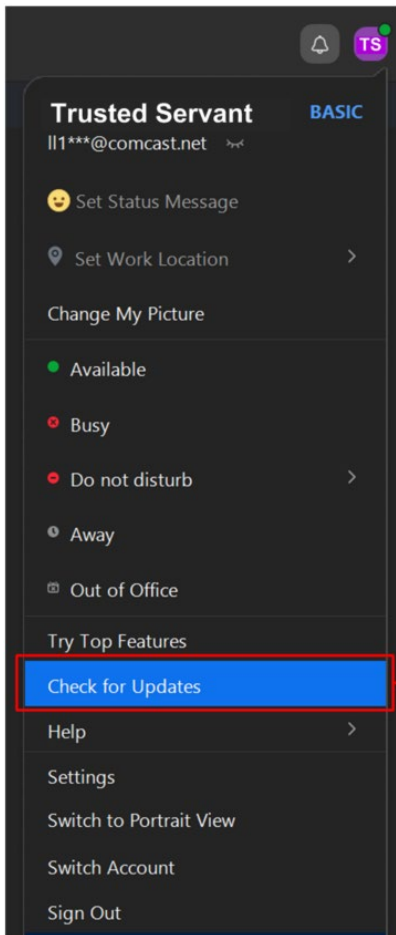 TS
Trusted Servant BASIC
ll1***@comcast.net
Set Status Message
Set Work Location
Change My Picture
Available
Busy
Do not disturb
Away
Out of Office
Try Top Features
Check for Updates
Help
Settings
Switch to Portrait View
Switch Account
Sign Out